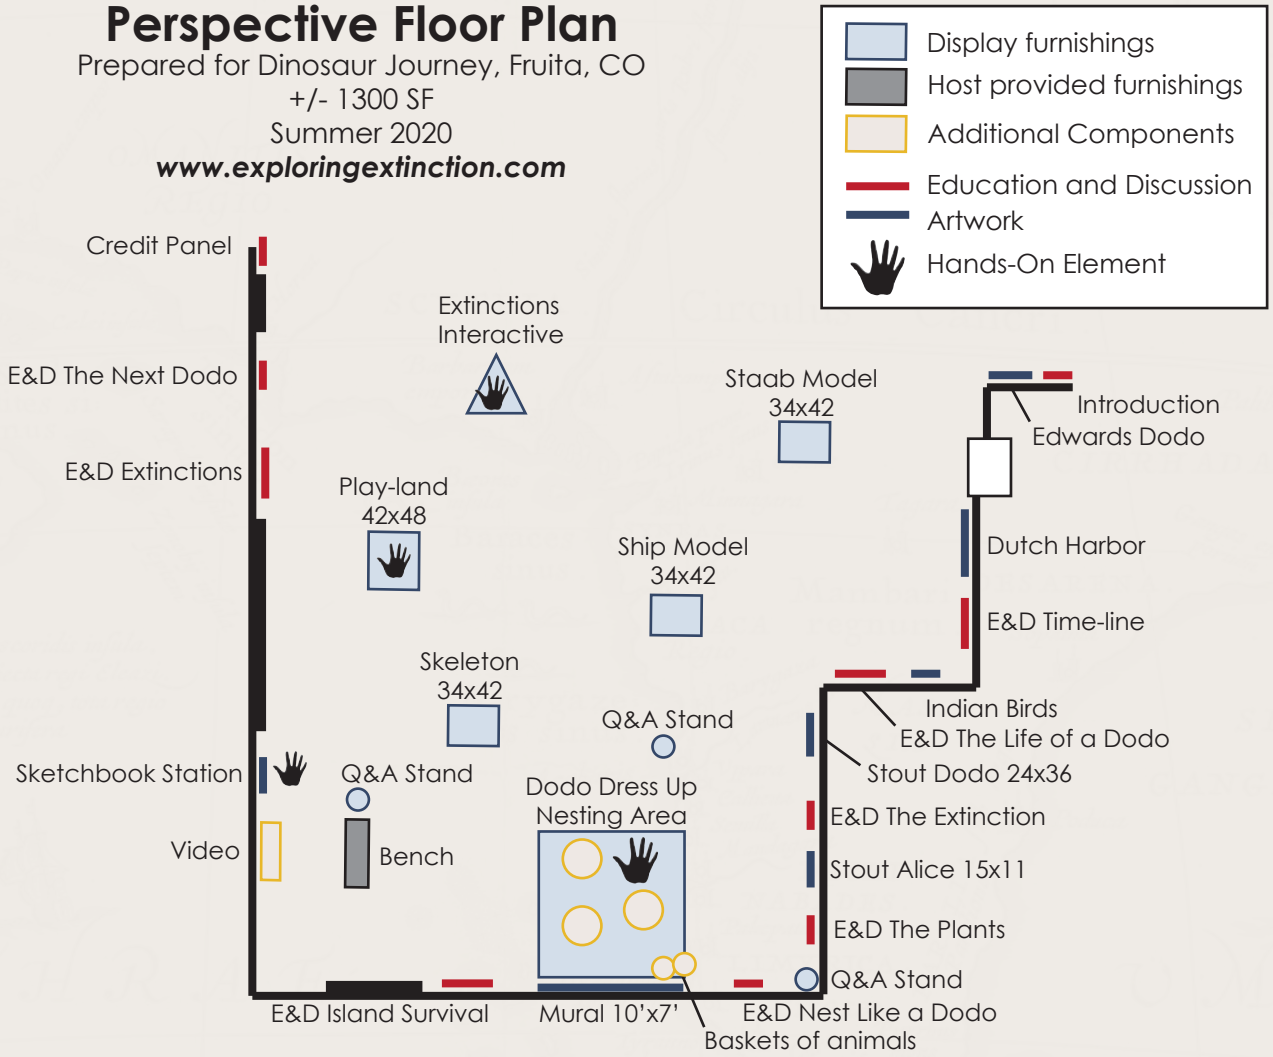 Perspective Floor Plan
Prepared for Dinosaur Journey, Fruita, CO
+/- 1300 SF
Summer 2020
www.exploringextinction.com
Display furnishings
Host provided furnishings
Additional Components
Education and Discussion
Artwork
Hands-On Element
Credit Panel
Extinctions
Interactive
E&D The Next Dodo
Staab Model
34x42
Introduction
Edwards Dodo
E&D Extinctions
Play-land
42x48
Ship Model
34x42
Dutch Harbor
E&D Time-line
Skeleton
34x42
Q&A Stand
Indian Birds
E&D The Life of a Dodo
Stout Dodo 24x36
Sketchbook Station
Q&A Stand
Dodo Dress Up
Nesting Area
E&D The Extinction
Video
Bench
Stout Alice 15x11
E&D The Plants
Q&A Stand
E&D Island Survival
Mural 10’x7’
E&D Nest Like a Dodo
Baskets of animals